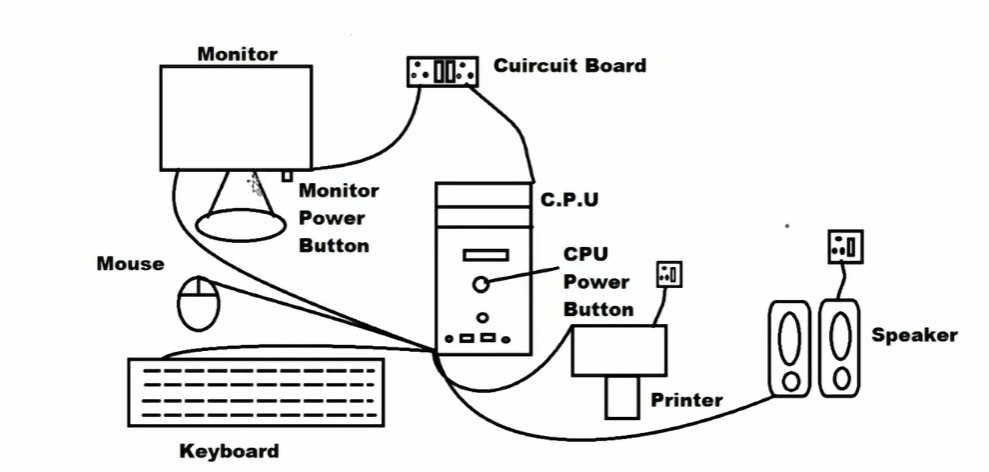 Monitor
Cuircuit Board
Monitor
Power
Button
C.P.U
CPU
Power
Button
Mouse
Speaker
Printer
Keyboard